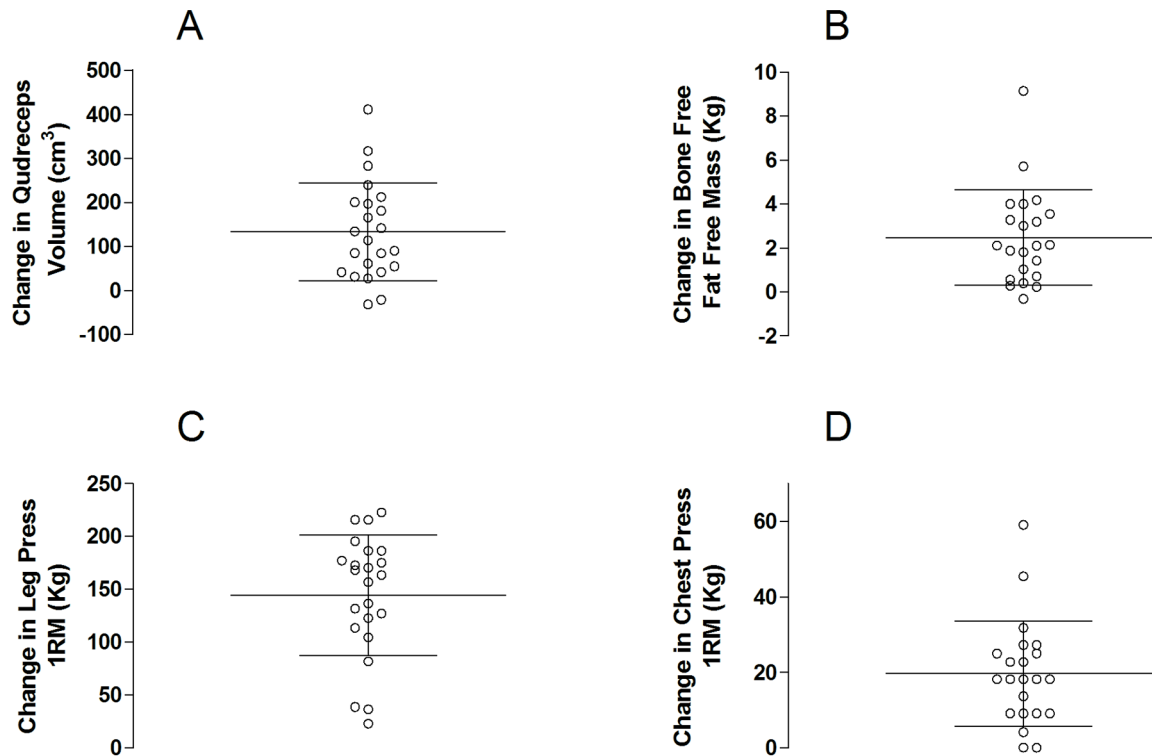 A
Change in Qudreceps
Volume (cm³)
500
400
300
200
100
0
-100
B
Change in Bone Free
Fat Free Mass (Kg)
10
8
6
4
2
0
-2
C
Change in Leg Press
1RM (Kg)
250
200
150
100
50
0
D
Change in Chest Press
1RM (Kg)
60
40
20
0